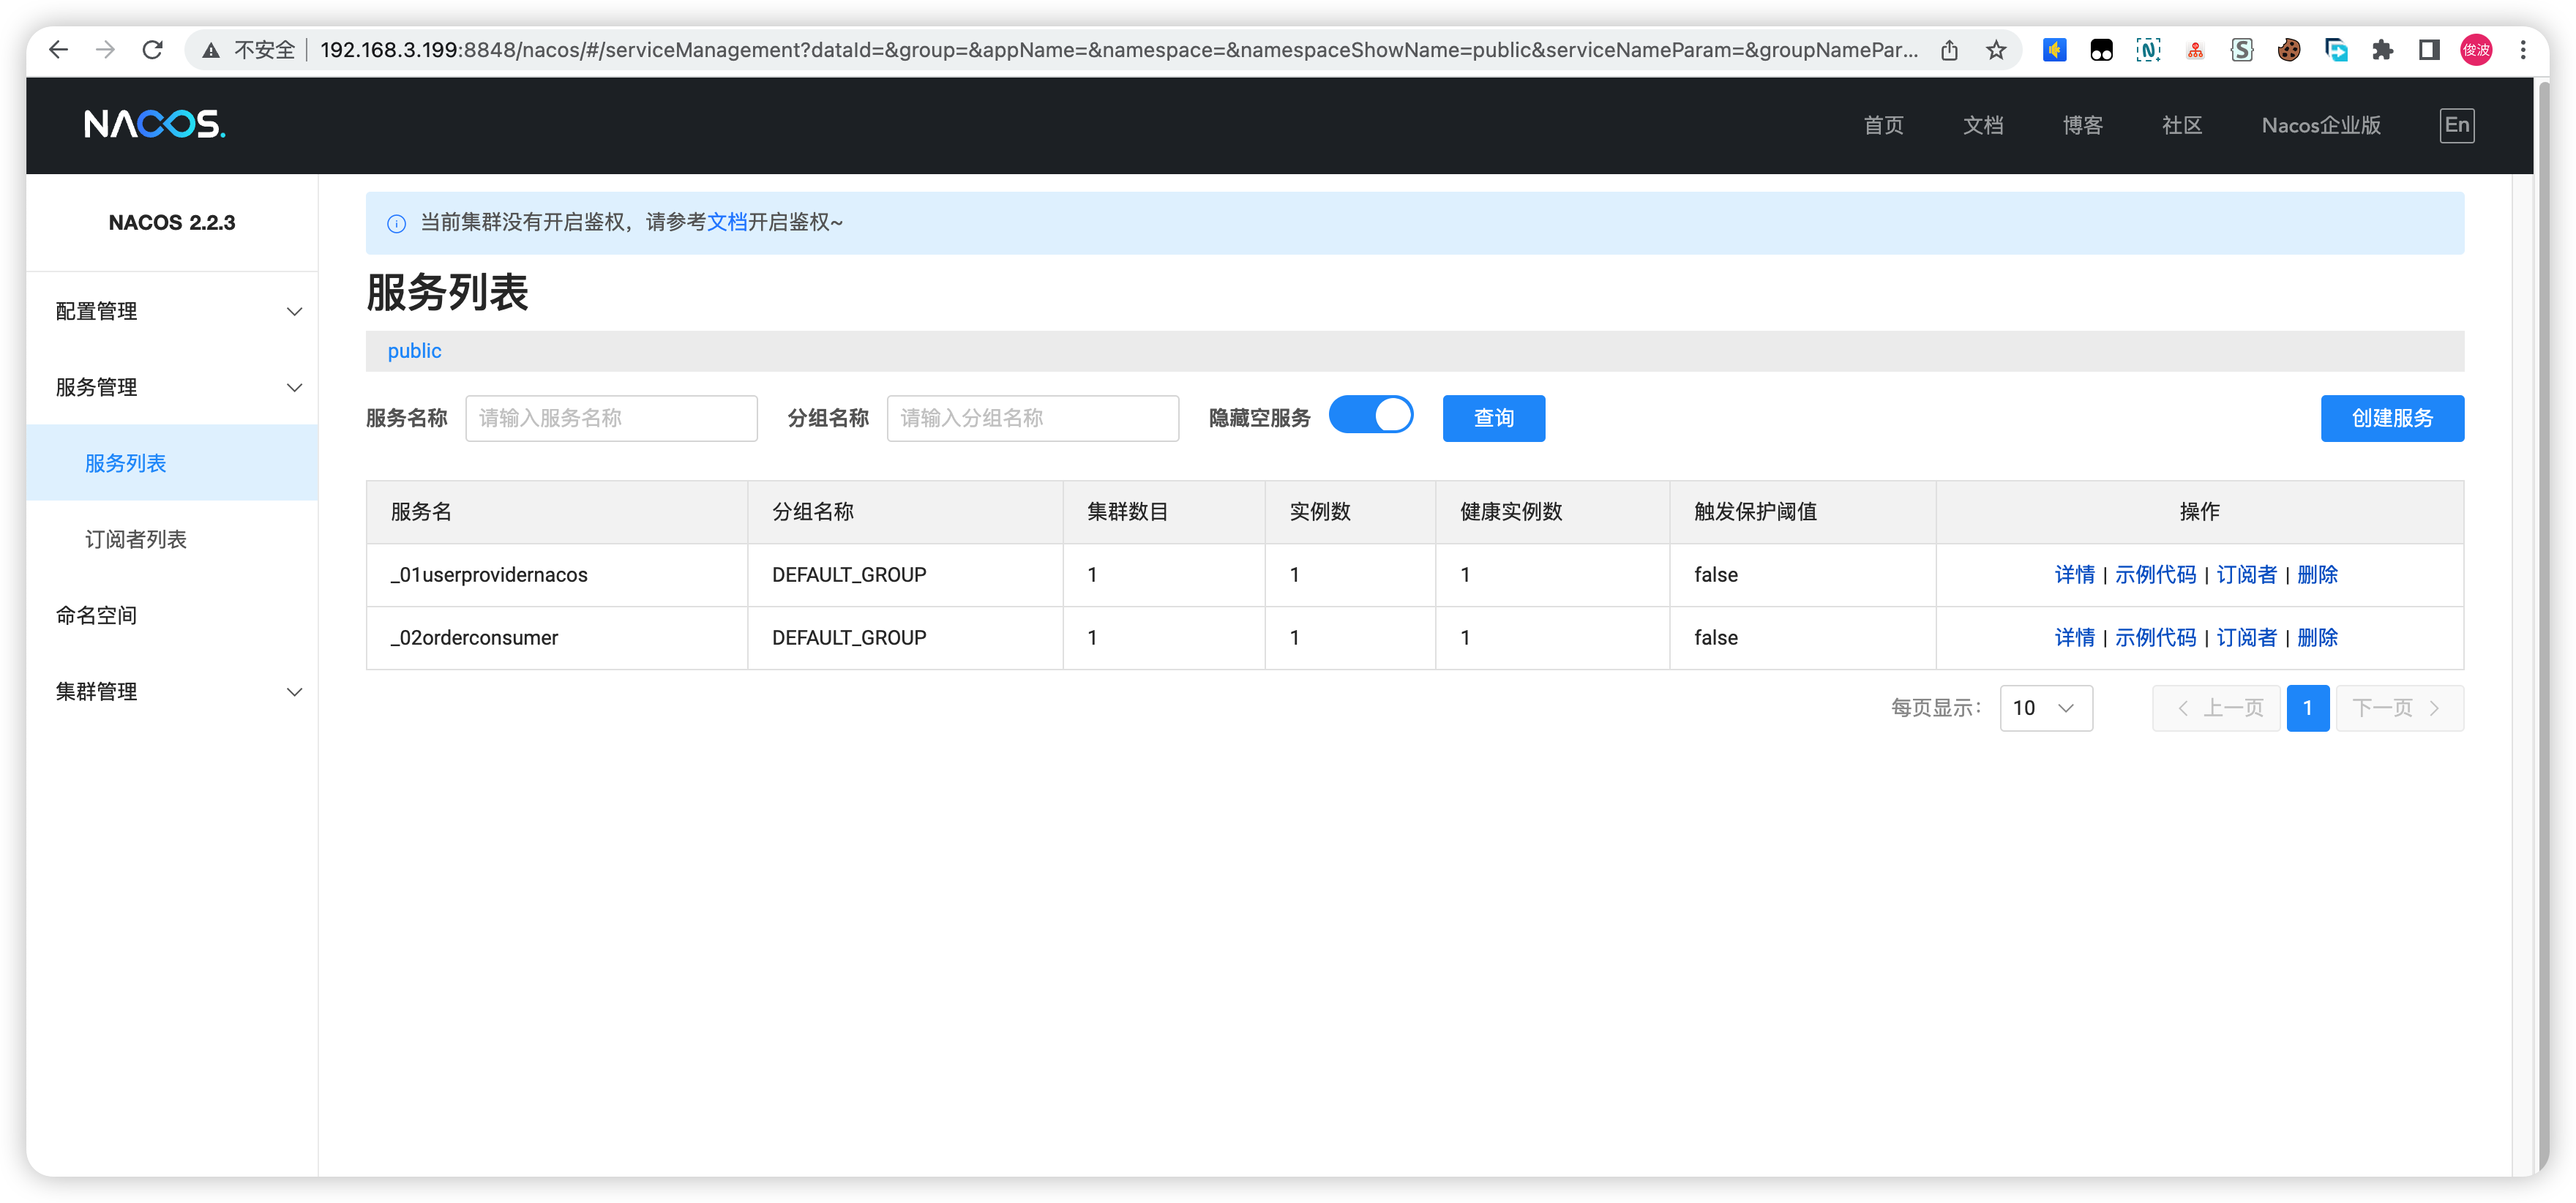 不安全 192.168.3.199:8848/nacos/#/serviceManagement?dataId=&group=&appName=&namespace=&namespaceShowName=public&serviceNameParam=&groupNamePar... 俊波
NACOS. 首页 文档 博客 社区 Nacos企业版 En
NACOS 2.2.3
配置管理
服务管理
服务列表
订阅者列表
命名空间
集群管理
当前集群没有开启鉴权，请参考文档开启鉴权~
服务列表
public
服务名称 请输入服务名称 分组名称 请输入分组名称 隐藏空服务 查询 创建服务
服务名 分组名称 集群数目 实例数 健康实例数 触发保护阈值 操作
_01userprovidernacos DEFAULT_GROUP 1 1 1 false 详情 | 示例代码 | 订阅者 | 删除
_02orderconsumer DEFAULT_GROUP 1 1 1 false 详情 | 示例代码 | 订阅者 | 删除
每页显示： 10 上一页 1 下一页